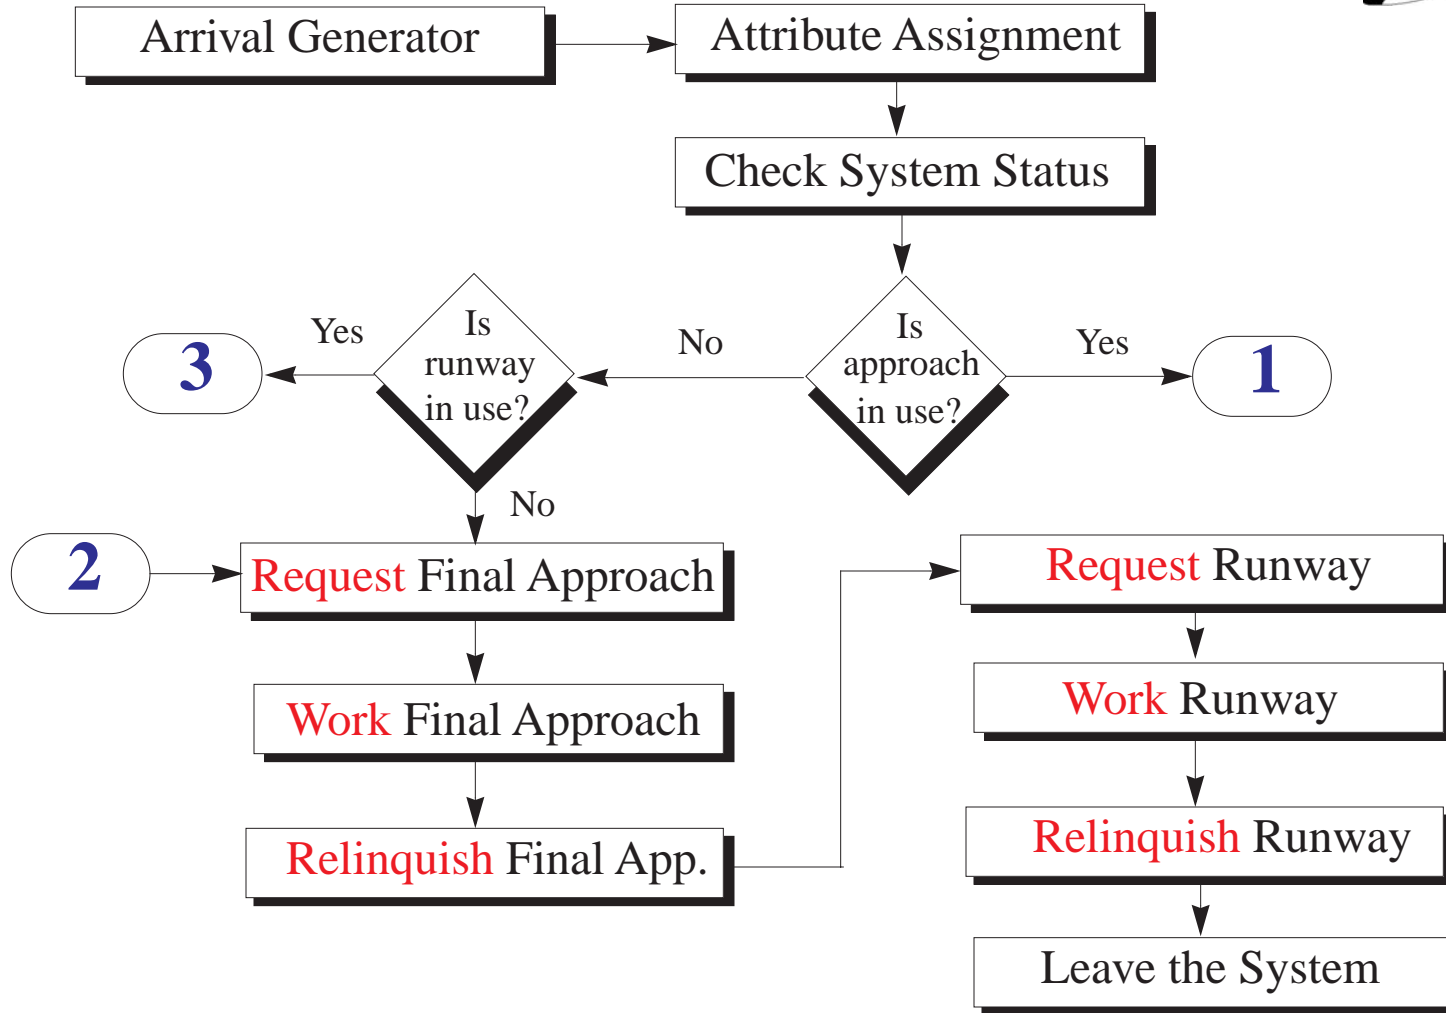 Arrival Generator
Attribute Assignment
Check System Status
Is
approach
in use?
Yes
1
No
Is
runway
in use?
Yes
3
No
2
Request Final Approach
Work Final Approach
Relinquish Final App.
Request Runway
Work Runway
Relinquish Runway
Leave the System